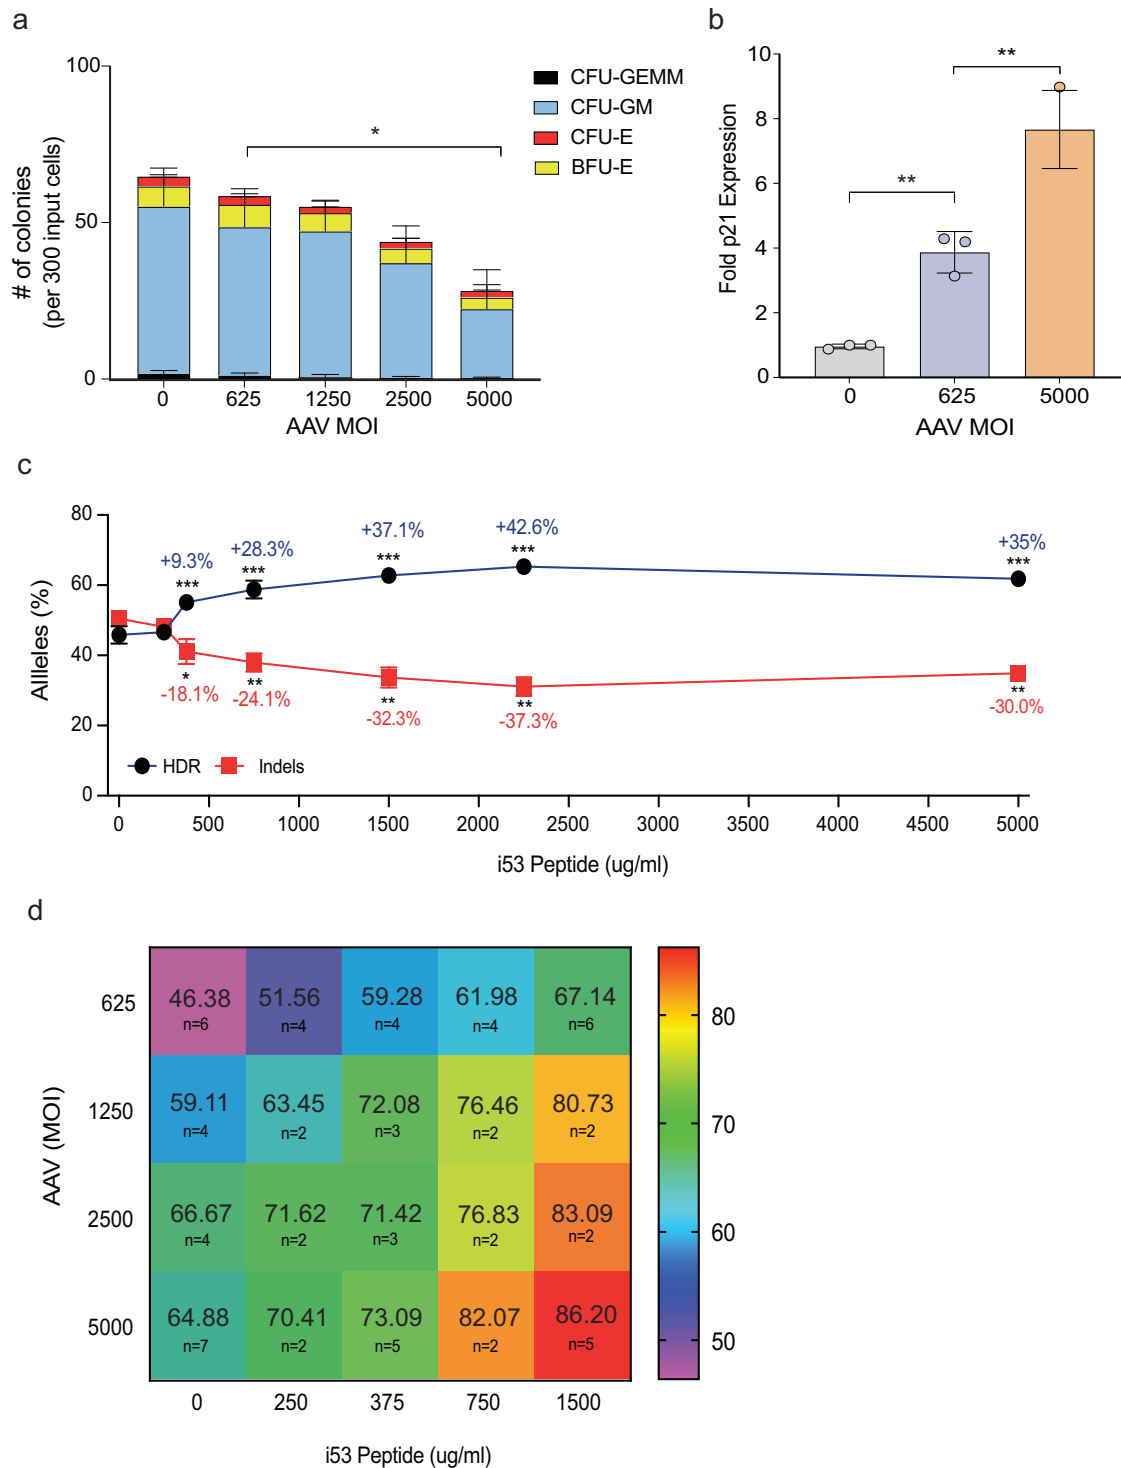 a
100
50
0
# of colonies
(per 300 input cells)
0 625 1250 2500 5000
AAV MOI
*
CFU-GEMM
CFU-GM
CFU-E
BFU-E
b
10
8
6
4
2
0
Fold p21 Expression
**
**
0 625 5000
AAV MOI
c
80
60
40
20
0
Allleles (%)
+9.3% +28.3% +37.1% +42.6% +35%
*** *** *** *** ***
* ** ** ** **
-18.1% -24.1% -32.3% -37.3% -30.0%
HDR Indels
0 500 1000 1500 2000 2500 3000 3500 4000 4500 5000
i53 Peptide (ug/ml)
d
AAV (MOI)
625 46.38 51.56 59.28 61.98 67.14
n=6 n=4 n=4 n=4 n=6
1250 59.11 63.45 72.08 76.46 80.73
n=4 n=2 n=3 n=2 n=2
2500 66.67 71.62 71.42 76.83 83.09
n=4 n=2 n=3 n=2 n=2
5000 64.88 70.41 73.09 82.07 86.20
n=7 n=2 n=5 n=2 n=5
0 250 375 750 1500
i53 Peptide (ug/ml)
80
70
60
50